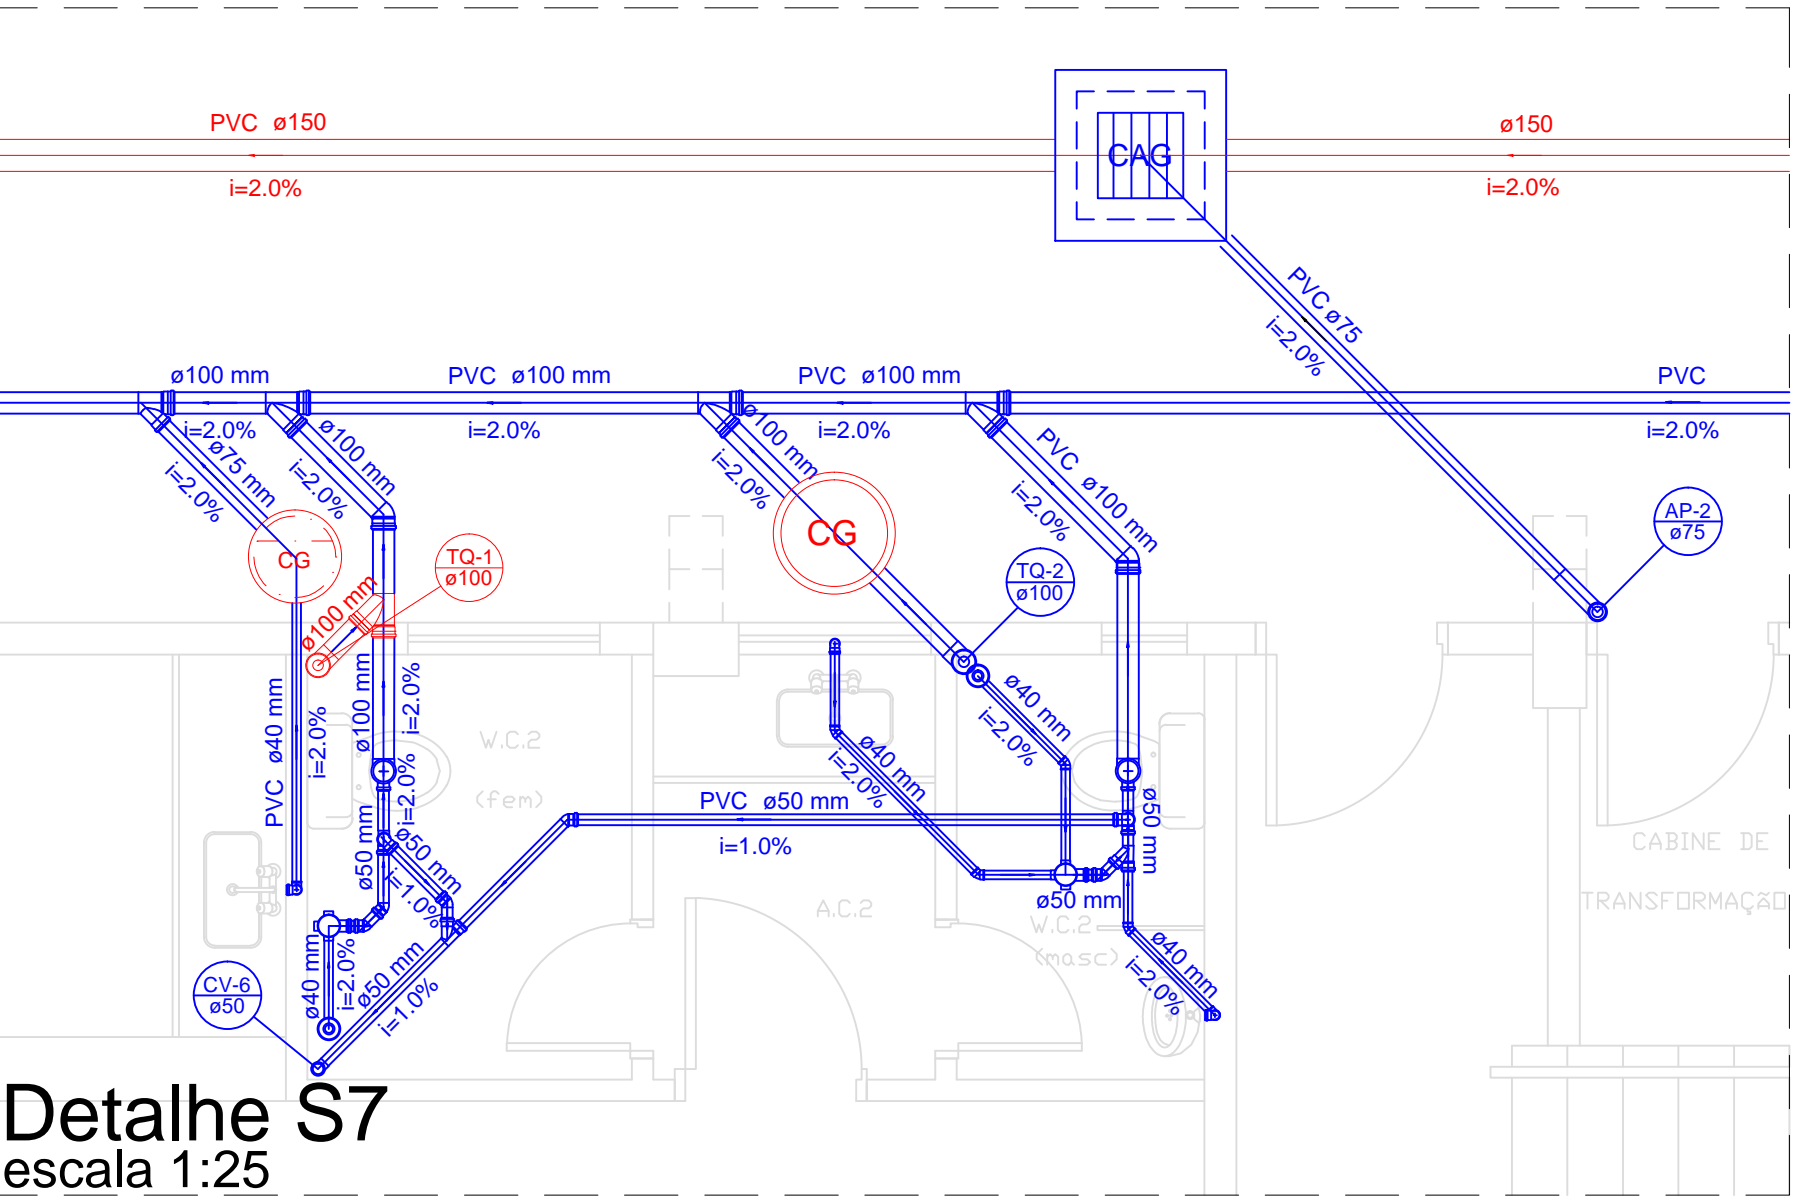 PVC ø150
i=2.0%
CAG
ø150
i=2.0%
PVC ø75
i=2.0%
ø100 mm
i=2.0%
PVC ø100 mm
i=2.0%
PVC ø100 mm
i=2.0%
PVC
i=2.0%
ø75 mm
i=2.0%
ø100 mm
i=2.0%
ø100 mm
i=2.0%
PVC ø100 mm
i=2.0%
CG
CG
TQ-1
ø100
TQ-2
ø100
AP-2
ø75
ø100 mm
PVC ø40 mm
i=2.0%
ø100 mm
i=2.0%
W.C.2
(fem)
ø40 mm
i=2.0%
ø40 mm
i=2.0%
PVC ø50 mm
i=1.0%
ø50 mm
i=2.0%
ø50 mm
i=1.0%
ø50 mm
ø50 mm
CABINE DE
TRANSFORMAÇÃO
A.C.2
W.C.2
(masc)
ø40 mm
i=2.0%
ø40 mm
i=2.0%
ø50 mm
i=1.0%
CV-6
ø50
Detalhe S7
escala 1:25